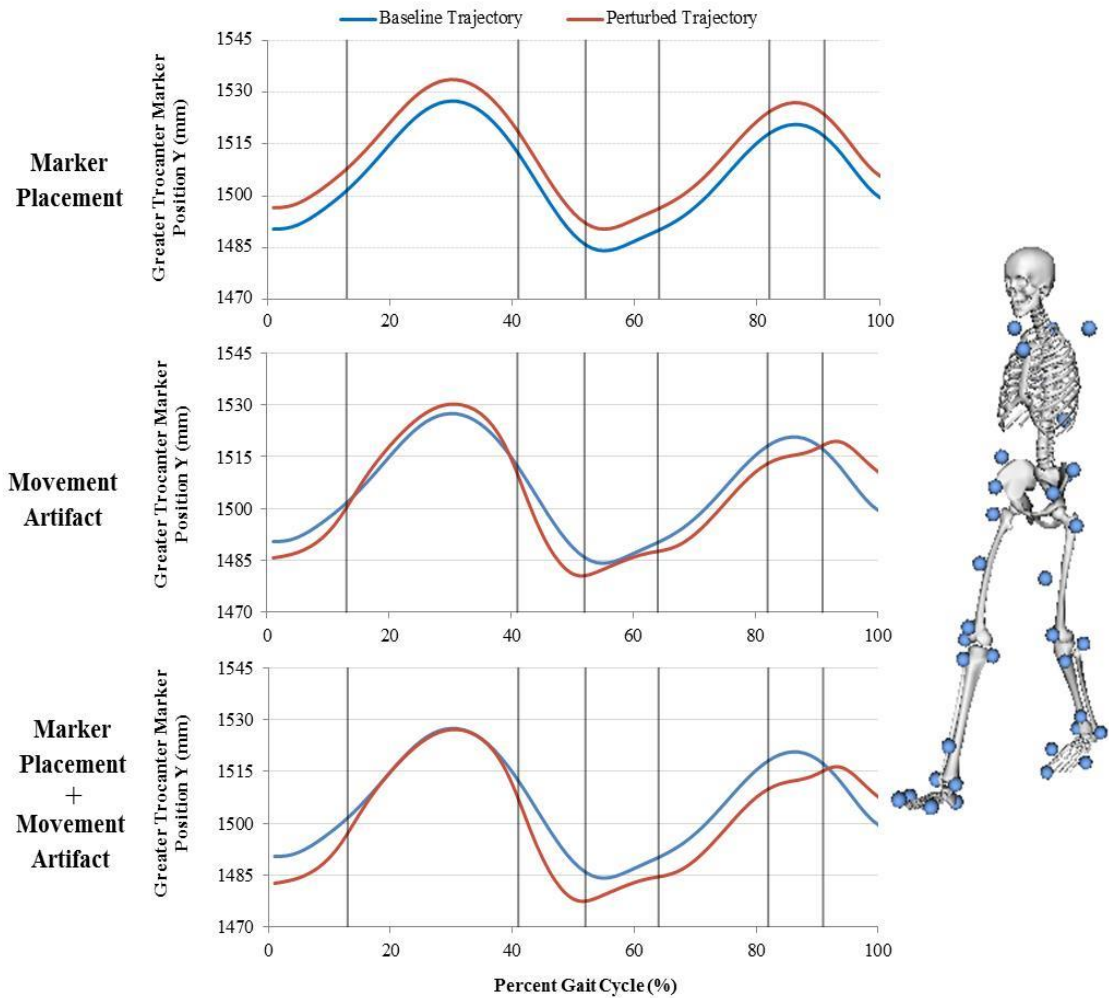 Baseline Trajectory Perturbed Trajectory
Marker
Placement
Greater Trocanter Marker
Position Y (mm)
1545
1530
1515
1500
1485
1470
0 20 40 60 80 100
Movement
Artifact
Greater Trocanter Marker
Position Y (mm)
1545
1530
1515
1500
1485
1470
0 20 40 60 80 100
Marker
Placement
+
Movement
Artifact
Greater Trocanter Marker
Position Y (mm)
1545
1530
1515
1500
1485
1470
0 20 40 60 80 100
Percent Gait Cycle (%)